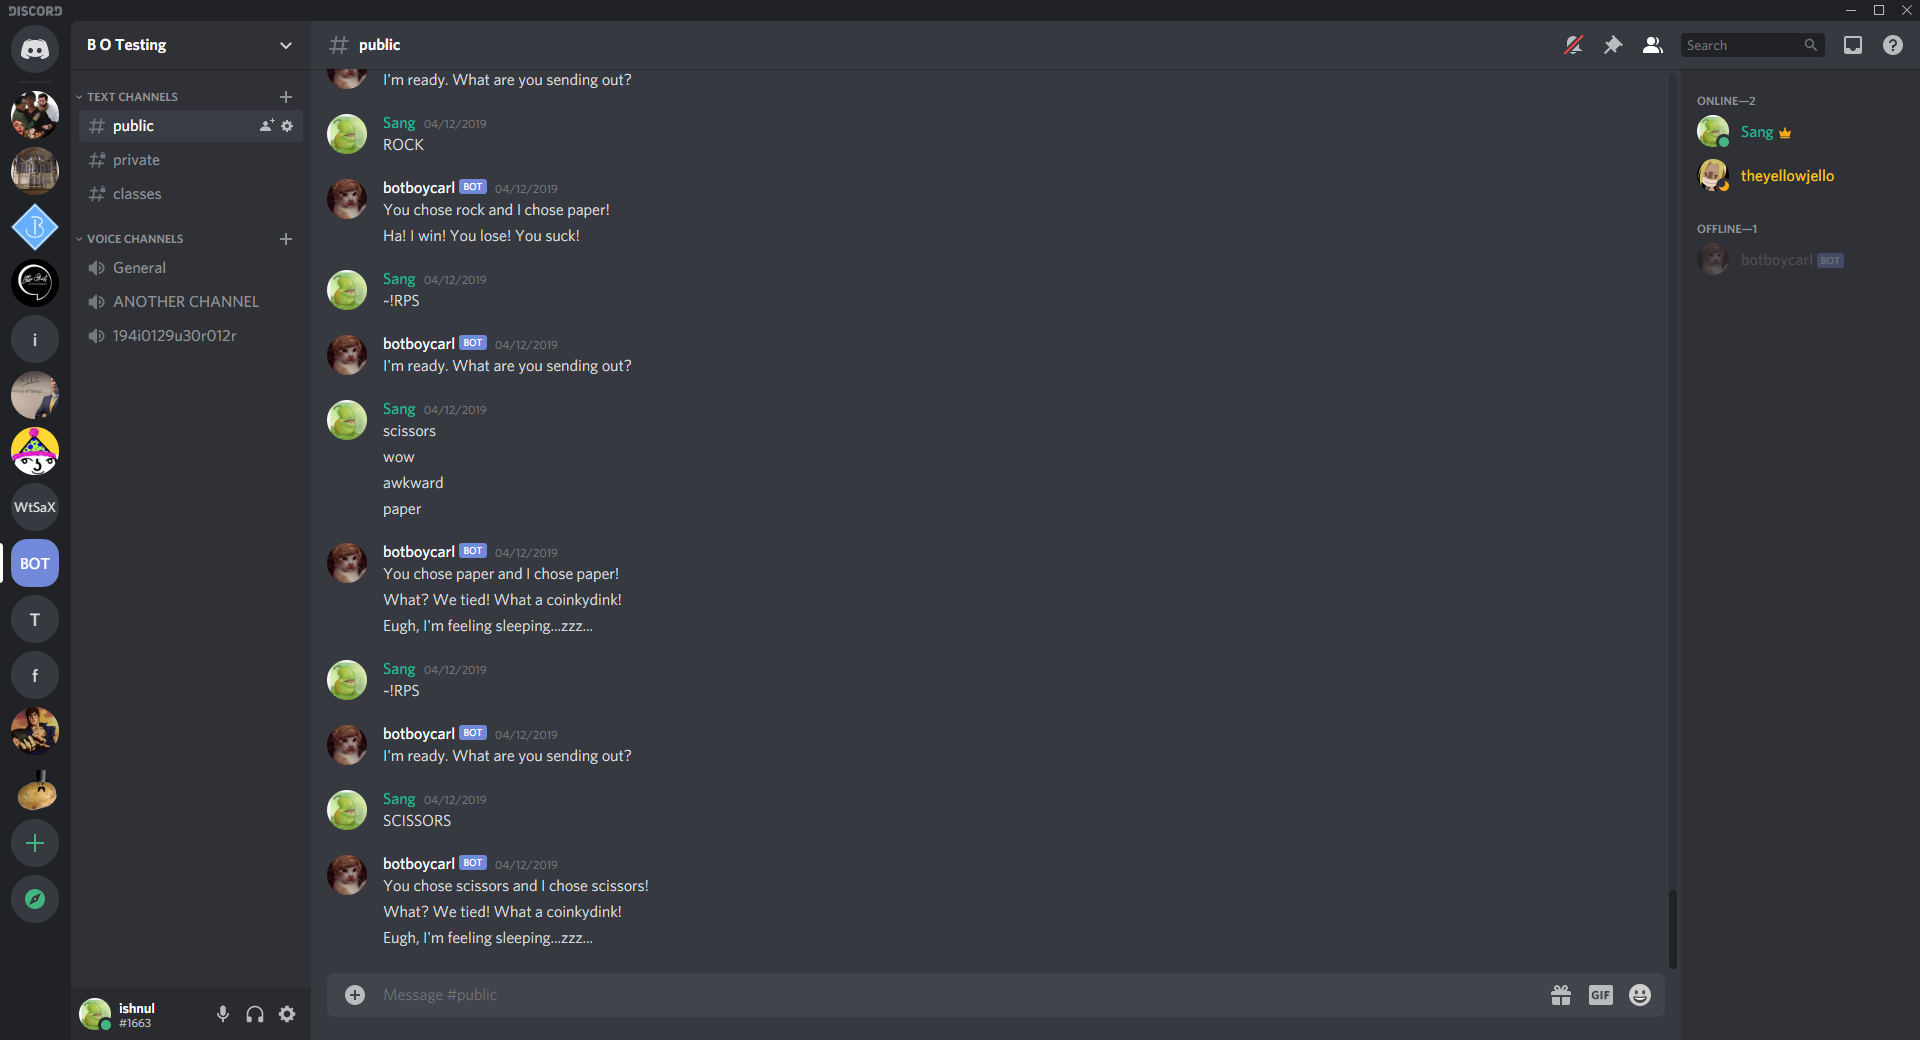 DISCORD
B O Testing
public
Search
TEXT CHANNELS
public
private
classes
VOICE CHANNELS
General
ANOTHER CHANNEL
194i0129u30r012r
i
WtSaX
BOT
T
f
ishnul
#1663
I'm ready. What are you sending out?
Sang 04/12/2019
ROCK
botboycarl BOT 04/12/2019
You chose rock and I chose paper!
Ha! I win! You lose! You suck!
Sang 04/12/2019
~!RPS
botboycarl BOT 04/12/2019
I'm ready. What are you sending out?
Sang 04/12/2019
scissors
wow
awkward
paper
botboycarl BOT 04/12/2019
You chose paper and I chose paper!
What? We tied! What a coinkydink!
Eugh, I'm feeling sleeping...zzz...
Sang 04/12/2019
~!RPS
botboycarl BOT 04/12/2019
I'm ready. What are you sending out?
Sang 04/12/2019
SCISSORS
botboycarl BOT 04/12/2019
You chose scissors and I chose scissors!
What? We tied! What a coinkydink!
Eugh, I'm feeling sleeping...zzz...
Message #public
GIF
ONLINE—2
Sang
theyellowjello
OFFLINE—1
botboycarl BOT